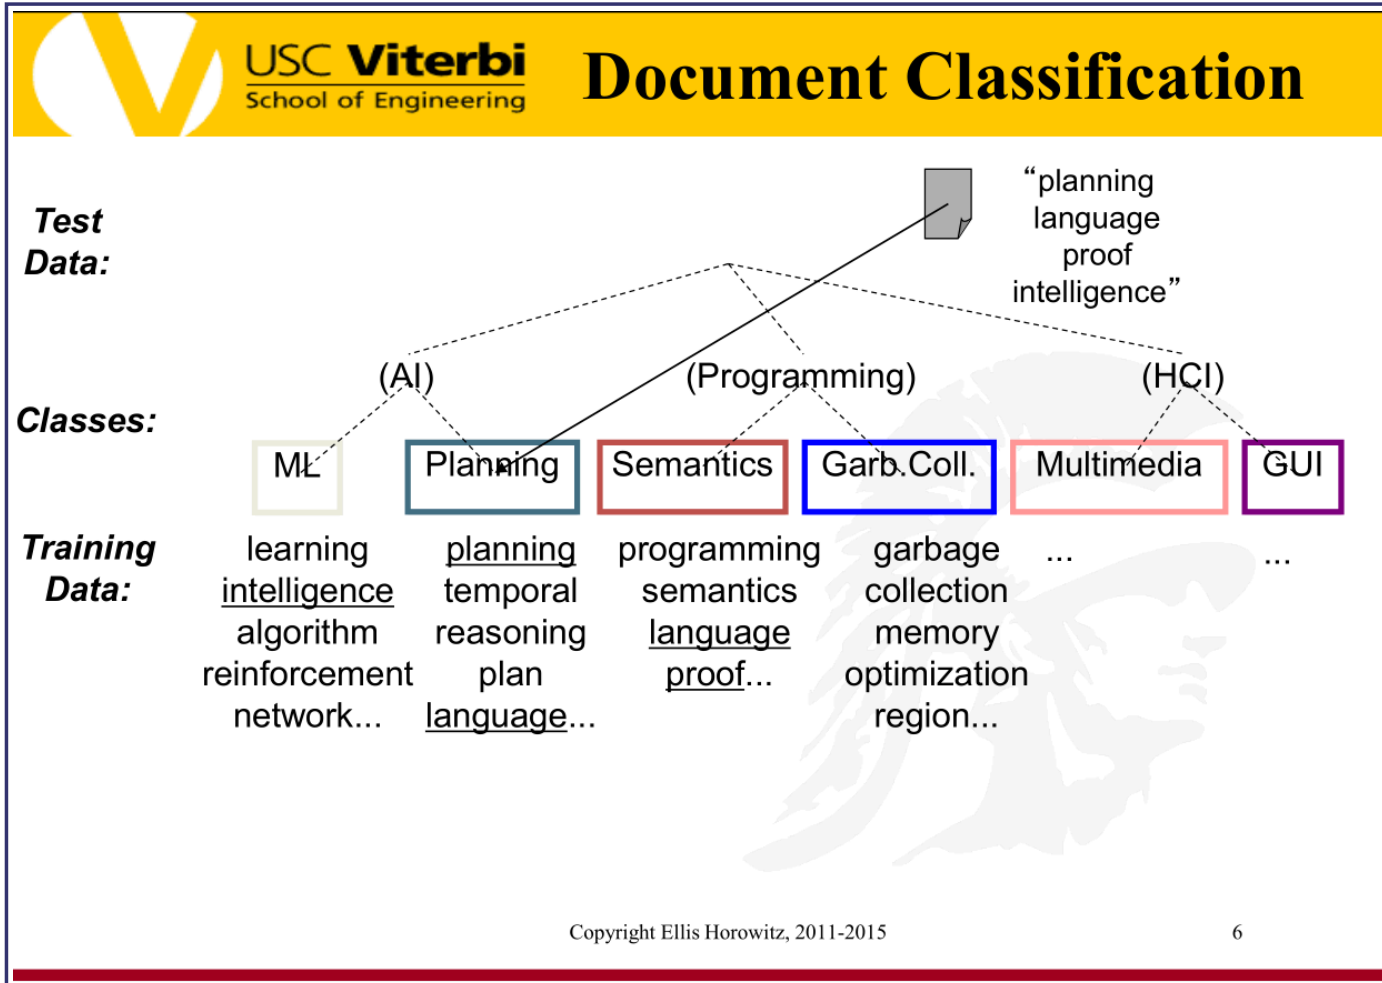 USC Viterbi
School of Engineering
Document Classification
Test
Data:
“planning
language
proof
intelligence”
(AI)
(Programming)
(HCI)
Classes:
ML
Planning
Semantics
Garb.Coll.
Multimedia
GUI
Training
Data:
learning
intelligence
algorithm
reinforcement
network...
planning
temporal
reasoning
plan
language...
programming
semantics
language
proof...
garbage
collection
memory
optimization
region...
...
...
Copyright Ellis Horowitz, 2011-2015
6